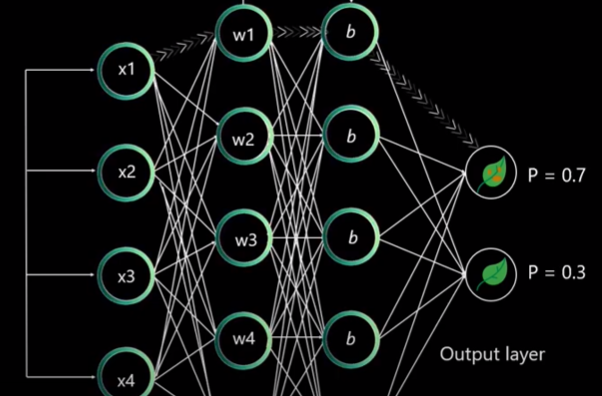 x1
w1
b
x2
w2
b
P = 0.7
x3
w3
b
P = 0.3
x4
w4
b
Output layer